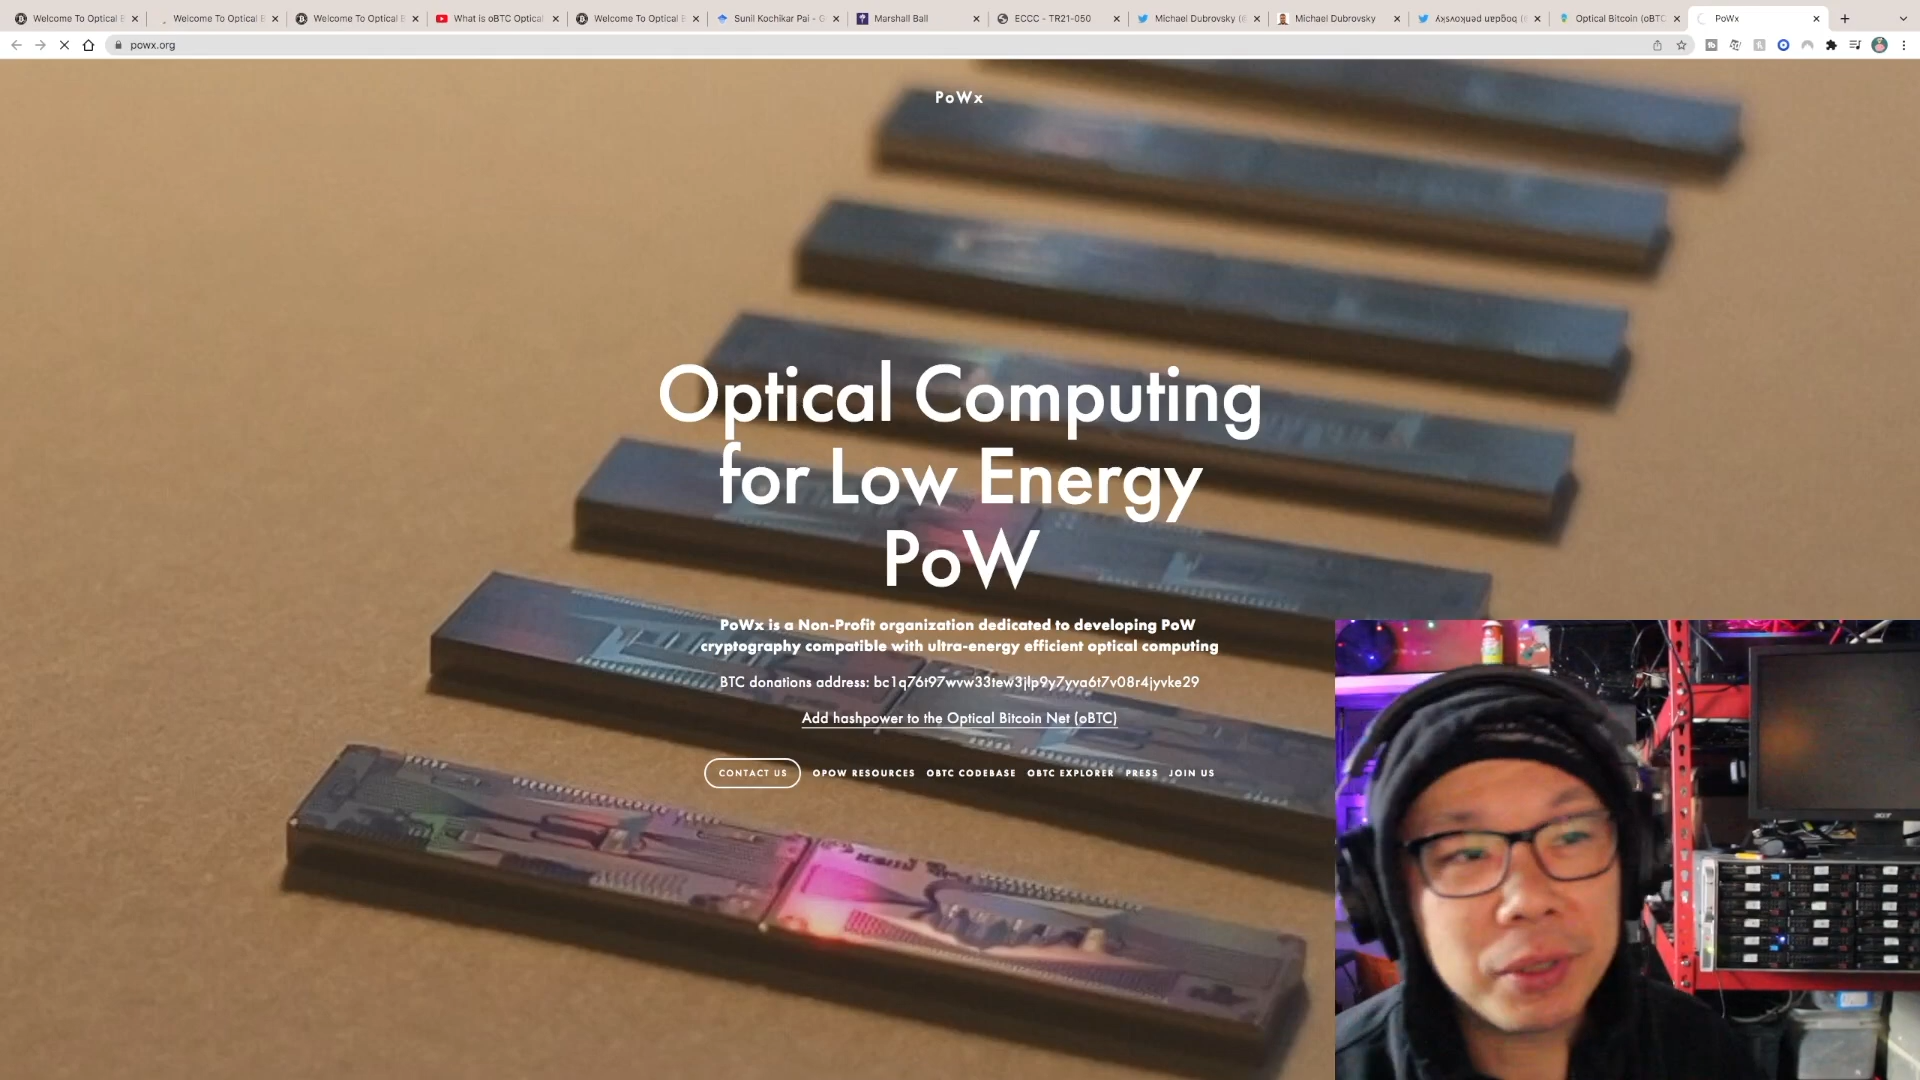 Welcome To Optical B
Welcome To Optical B
Welcome To Optical B
What is oBTC Optical
Welcome To Optical B
Sunil Kochikar Pai - G
Marshall Ball
ECCC - TR21-050
Michael Dubrovsky (
Michael Dubrovsky
Optical Bitcoin (oBTC
PoWx
powx.org
PoWx
Optical Computing
for Low Energy
PoW
PoWx is a Non-Profit organization dedicated to developing PoW
cryptography compatible with ultra-energy efficient optical computing
BTC donations address: bc1q76t97wvw33tew3jlp9y7yva6t7v08r4jyvke29
Add hashpower to the Optical Bitcoin Net (oBTC)
CONTACT US OPOW RESOURCES OBTC CODEBASE OBTC EXPLORER PRESS JOIN US
acer